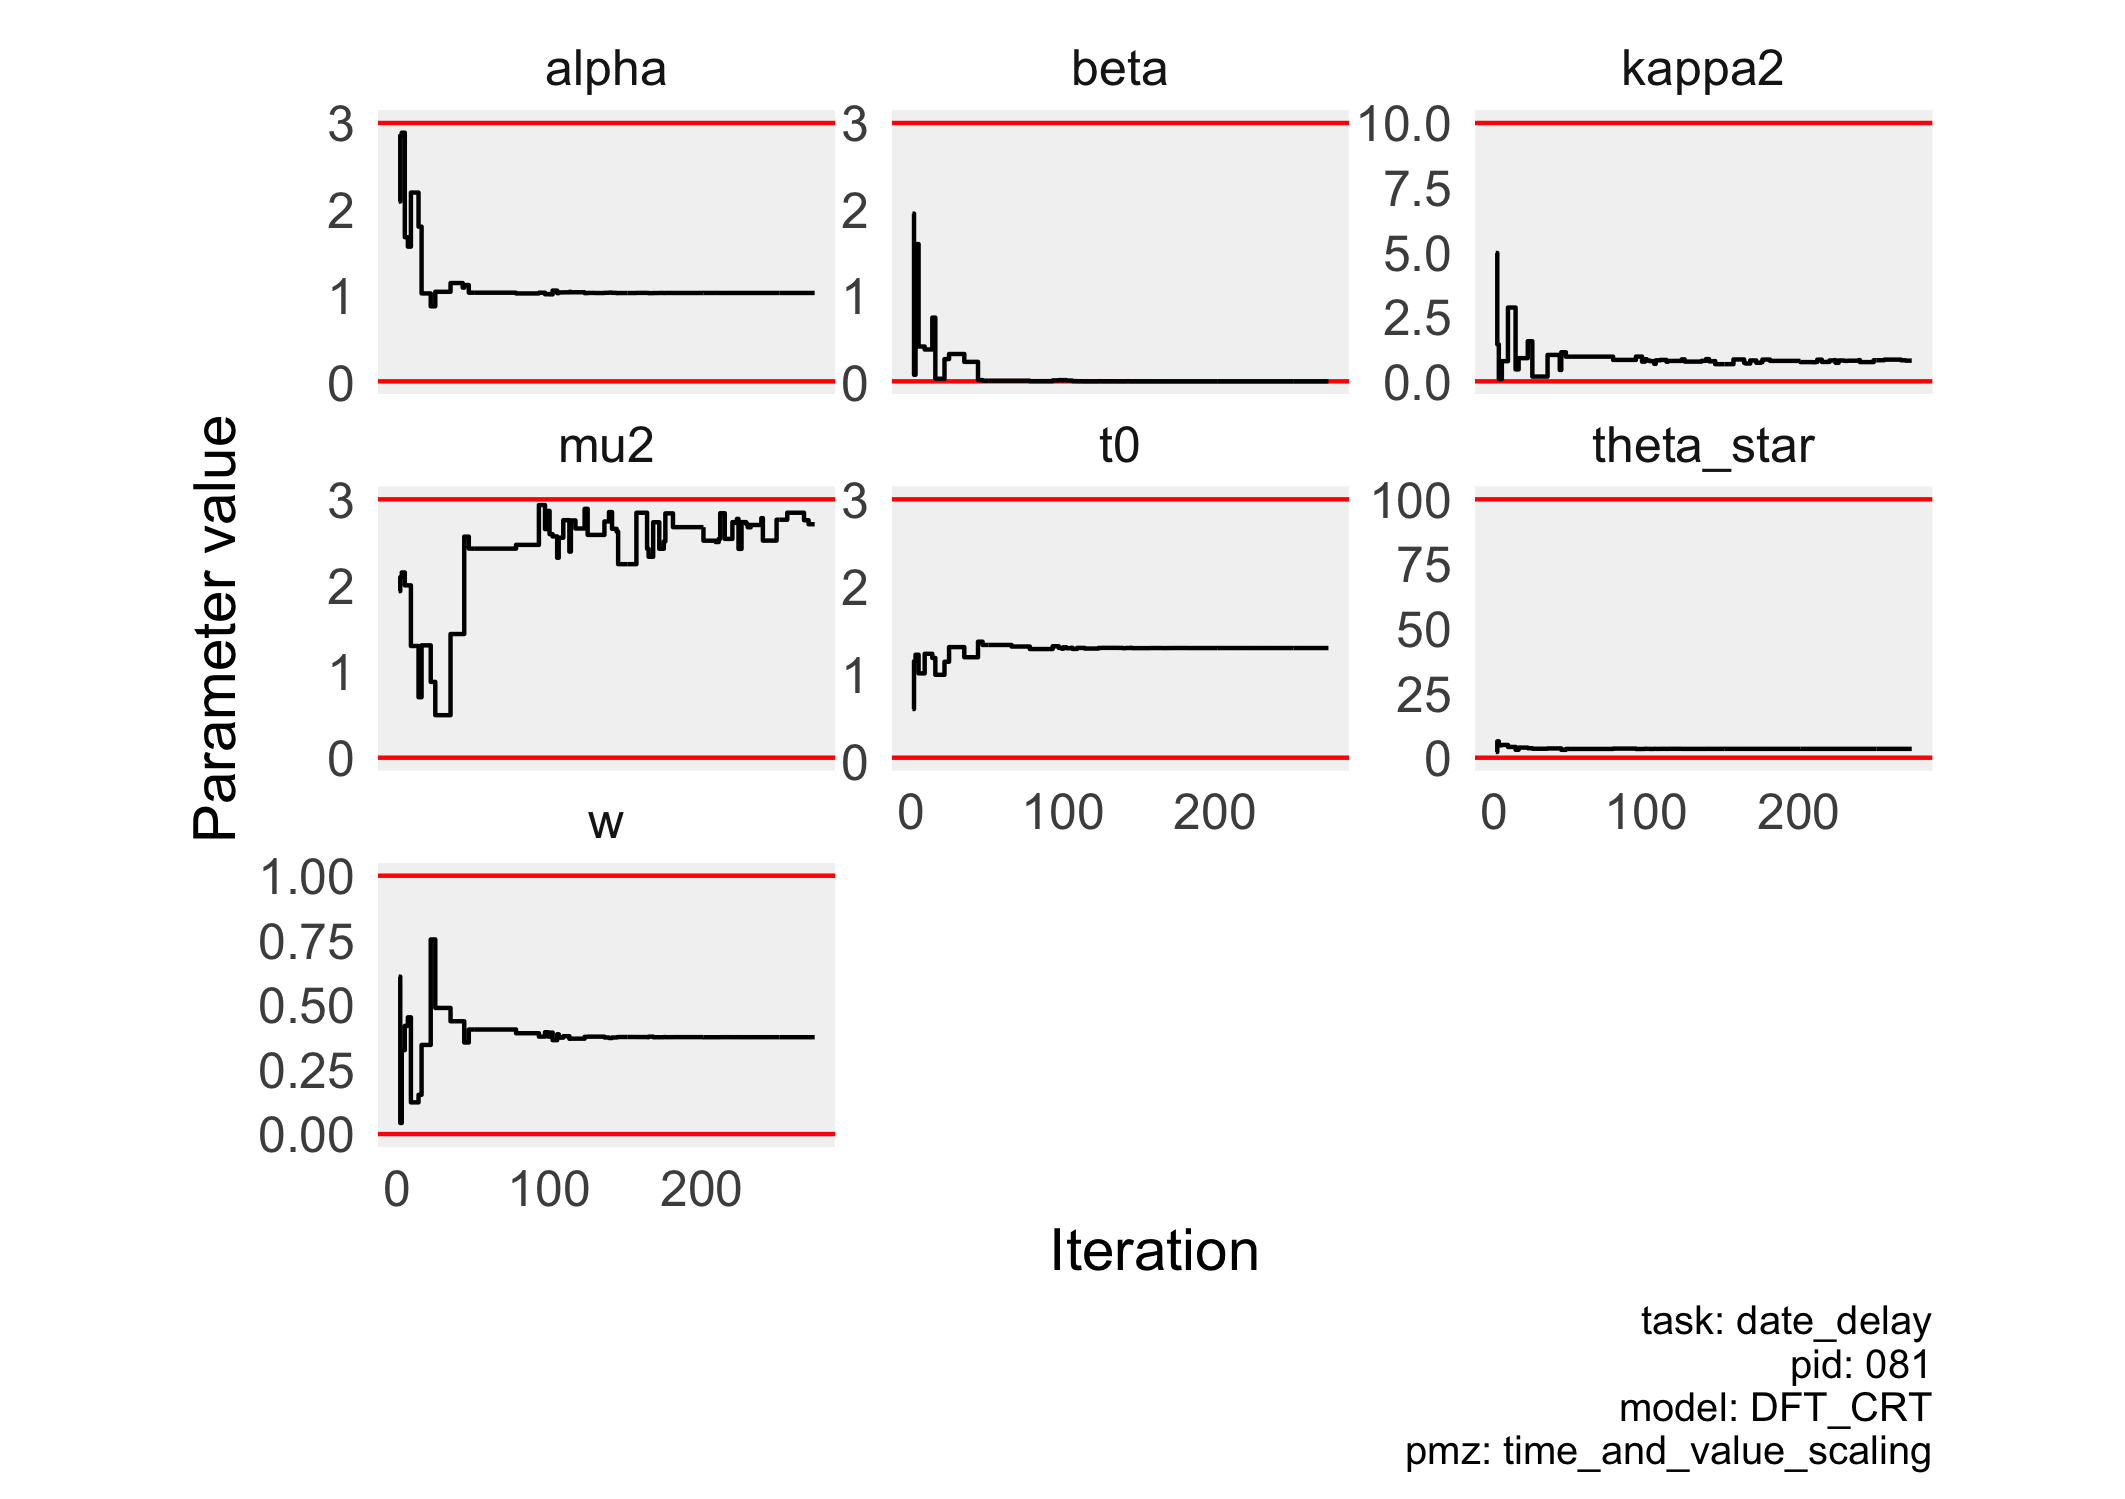 alpha
beta
kappa2
3
2
1
0
3
2
1
0
10.0
7.5
5.0
2.5
0.0
mu2
t0
theta_star
3
2
1
0
3
2
1
0
100
75
50
25
0
0 100 200
0 100 200
w
1.00
0.75
0.50
0.25
0.00
0 100 200
Parameter value
Iteration
task: date_delay
pid: 081
model: DFT_CRT
pmz: time_and_value_scaling